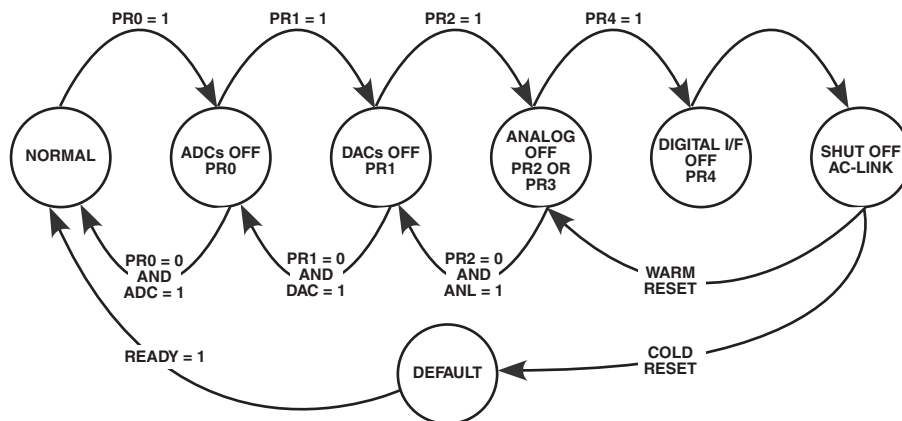 PR0 = 1
PR1 = 1
PR2 = 1
PR4 = 1
NORMAL
ADCs OFF
PR0
DACs OFF
PR1
ANALOG
OFF
PR2 OR
PR3
DIGITAL I/F
OFF
PR4
SHUT OFF
AC-LINK
PR0 = 0
AND
ADC = 1
PR1 = 0
AND
DAC = 1
PR2 = 0
AND
ANL = 1
WARM
RESET
READY = 1
DEFAULT
COLD
RESET